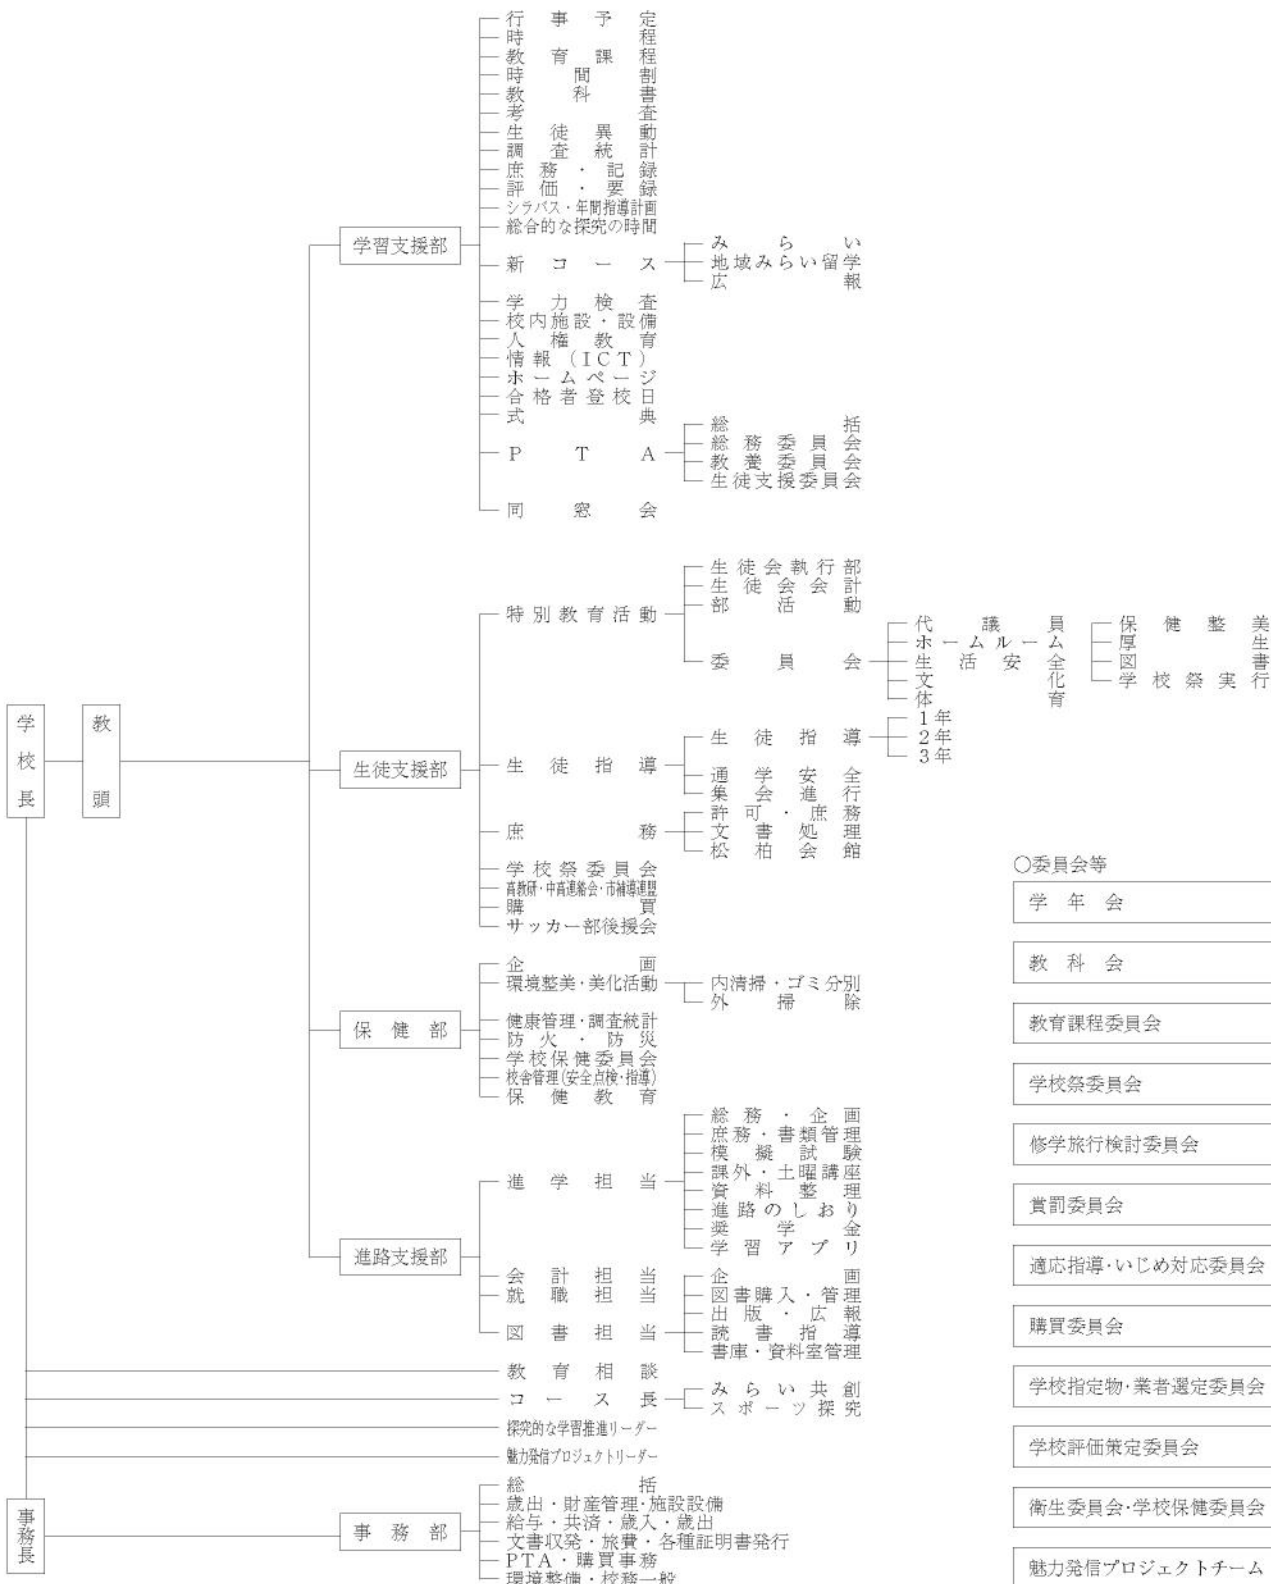 学校長
教頭
学習支援部
行事予定
時程
教育課程
時間割
教科書
考査
生徒異動
調査統計
庶務・記録
評価・要録
シラバス・年間指導計画
総合的な探究の時間
新コース
みらい
地域みらい留学
広報
学力検査
校内施設・設備
人権教育
情報(ICT)
ホームページ
合格者登校日
式典
PTA
総括
総務委員会
教養委員会
生徒支援委員会
同窓会
生徒支援部
特別教育活動
生徒会執行部
生徒会会計
部活動
委員会
代議員
ホームルーム
生活安全
文化
体育
保健整美
厚生
図書
学校祭実行
生徒指導
生徒指導
1年
2年
3年
通学安全
集会進行
庶務
許可・庶務
文書処理
松柏会館
学校祭委員会
高教研・中高連絡会・市補導連盟
購買
サッカー部後援会
保健部
企画
環境整美・美化活動
内清掃・ゴミ分別
外掃除
健康管理・調査統計
防火・防災
学校保健委員会
校舎管理(安全点検・指導)
保健教育
進路支援部
進学担当
総務・企画
庶務・書類管理
模擬試験
課外・土曜講座
資料整理
進路のしおり
奨学金
学習アプリ
会計担当
就職担当
図書担当
企画
図書購入・管理
出版・広報
読書指導
書庫・資料室管理
教育相談
コース長
みらい共創
スポーツ探究
探究的な学習推進リーダー
魅力発信プロジェクトリーダー
事務長
事務部
総括
歳出・財産管理・施設設備
給与・共済・歳入・歳出
文書収発・旅費・各種証明書発行
PTA・購買事務
環境整備・校務一般
○委員会等
学年会
教科会
教育課程委員会
学校祭委員会
修学旅行検討委員会
賞罰委員会
適応指導・いじめ対応委員会
購買委員会
学校指定物・業者選定委員会
学校評価策定委員会
衛生委員会・学校保健委員会
魅力発信プロジェクトチーム